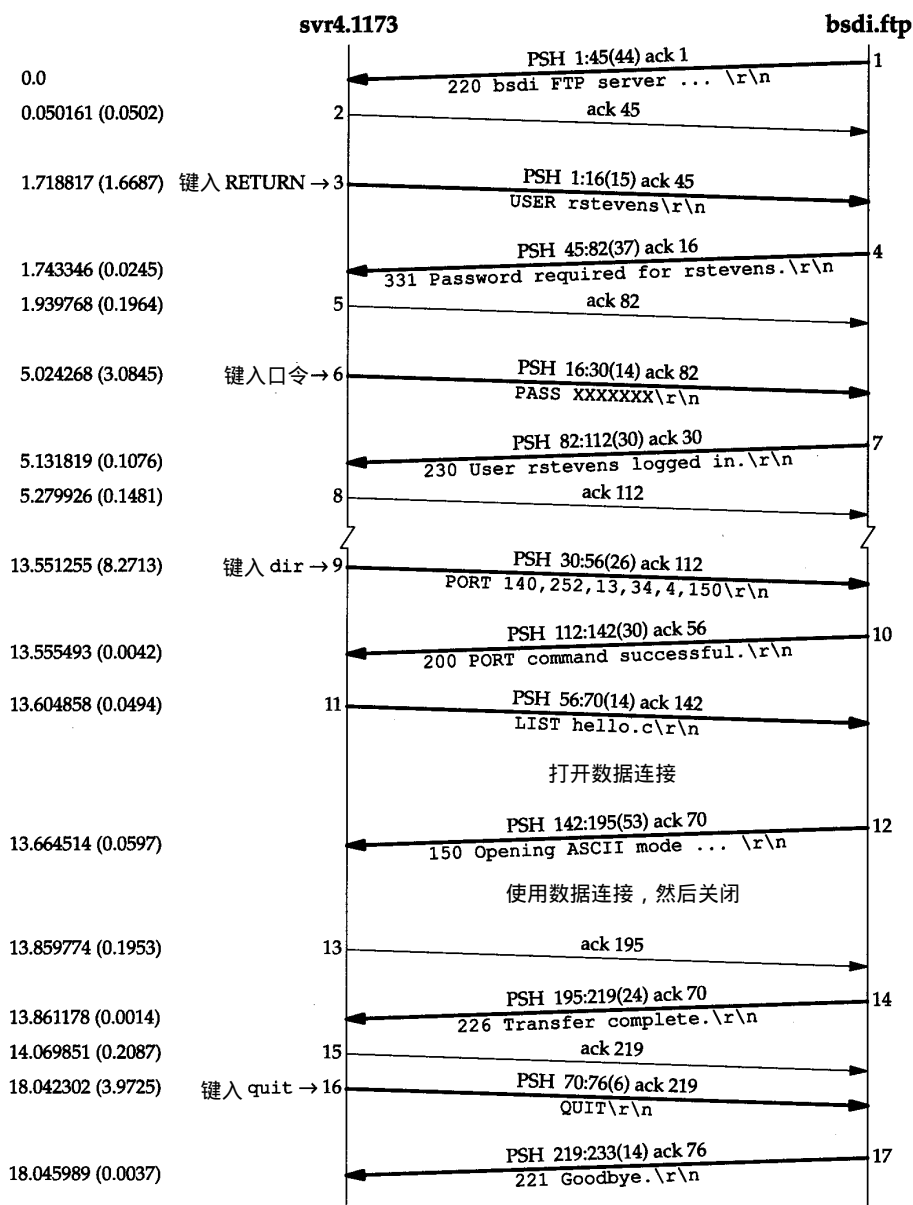 svr4.1173 bsdi.ftp
PSH 1:45(44) ack 1 1
0.0 220 bsdi FTP server ... \r\n
0.050161 (0.0502) 2 ack 45
1.718817 (1.6687) 键入 RETURN → 3 PSH 1:16(15) ack 45
USER rstevens\r\n
PSH 45:82(37) ack 16 4
1.743346 (0.0245) 331 Password required for rstevens.\r\n
1.939768 (0.1964) 5 ack 82
5.024268 (3.0845) 键入口令→ 6 PSH 16:30(14) ack 82
PASS XXXXXXX\r\n
PSH 82:112(30) ack 30 7
5.131819 (0.1076) 230 User rstevens logged in.\r\n
5.279926 (0.1481) 8 ack 112
13.551255 (8.2713) 键入 dir → 9 PSH 30:56(26) ack 112
PORT 140,252,13,34,4,150\r\n
PSH 112:142(30) ack 56 10
13.555493 (0.0042) 200 PORT command successful.\r\n
13.604858 (0.0494) 11 PSH 56:70(14) ack 142
LIST hello.c\r\n
打开数据连接
PSH 142:195(53) ack 70 12
13.664514 (0.0597) 150 Opening ASCII mode ... \r\n
使用数据连接，然后关闭
13.859774 (0.1953) 13 ack 195
PSH 195:219(24) ack 70 14
13.861178 (0.0014) 226 Transfer complete.\r\n
14.069851 (0.2087) 15 ack 219
18.042302 (3.9725) 键入 quit → 16 PSH 70:76(6) ack 219
QUIT\r\n
PSH 219:233(14) ack 76 17
18.045989 (0.0037) 221 Goodbye.\r\n